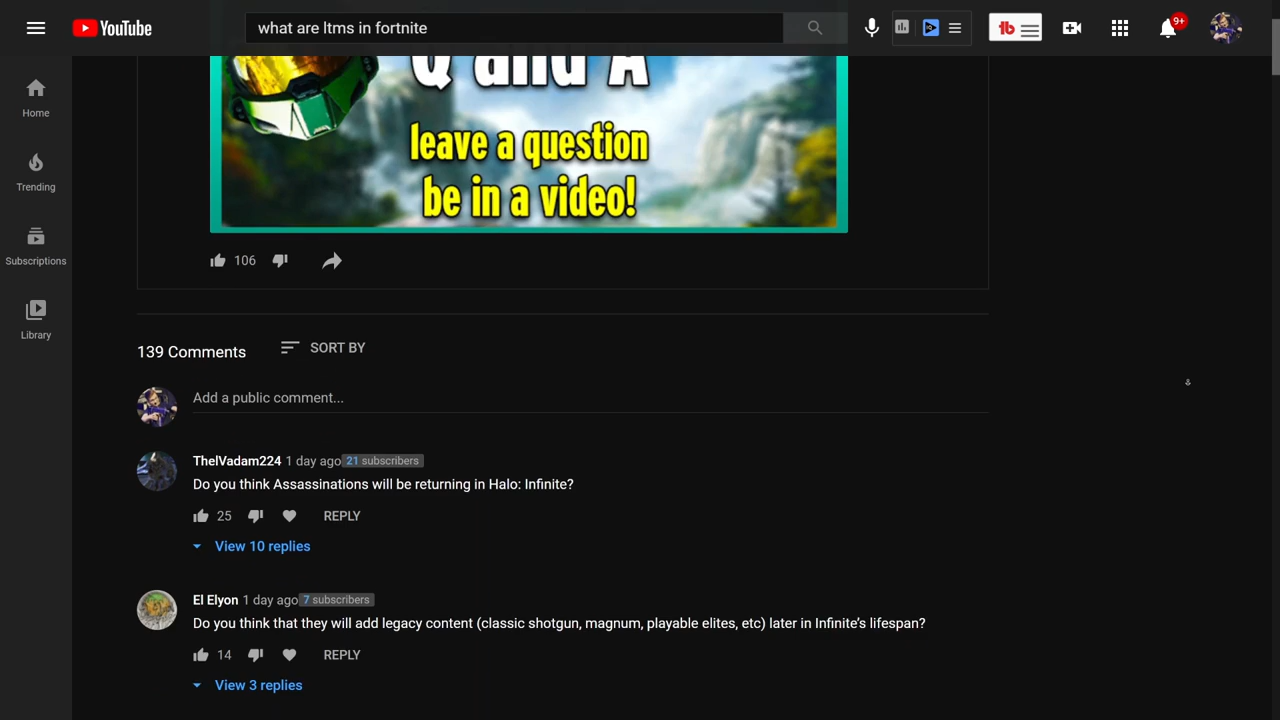 YouTube
what are ltms in fortnite
9+
Home
Trending
Subscriptions
Library
Q and A
leave a question
be in a video!
106
139 Comments
SORT BY
Add a public comment...
ThelVadam224 1 day ago 21 subscribers
Do you think Assassinations will be returning in Halo: Infinite?
25
REPLY
View 10 replies
El Elyon 1 day ago 7 subscribers
Do you think that they will add legacy content (classic shotgun, magnum, playable elites, etc) later in Infinite’s lifespan?
14
REPLY
View 3 replies